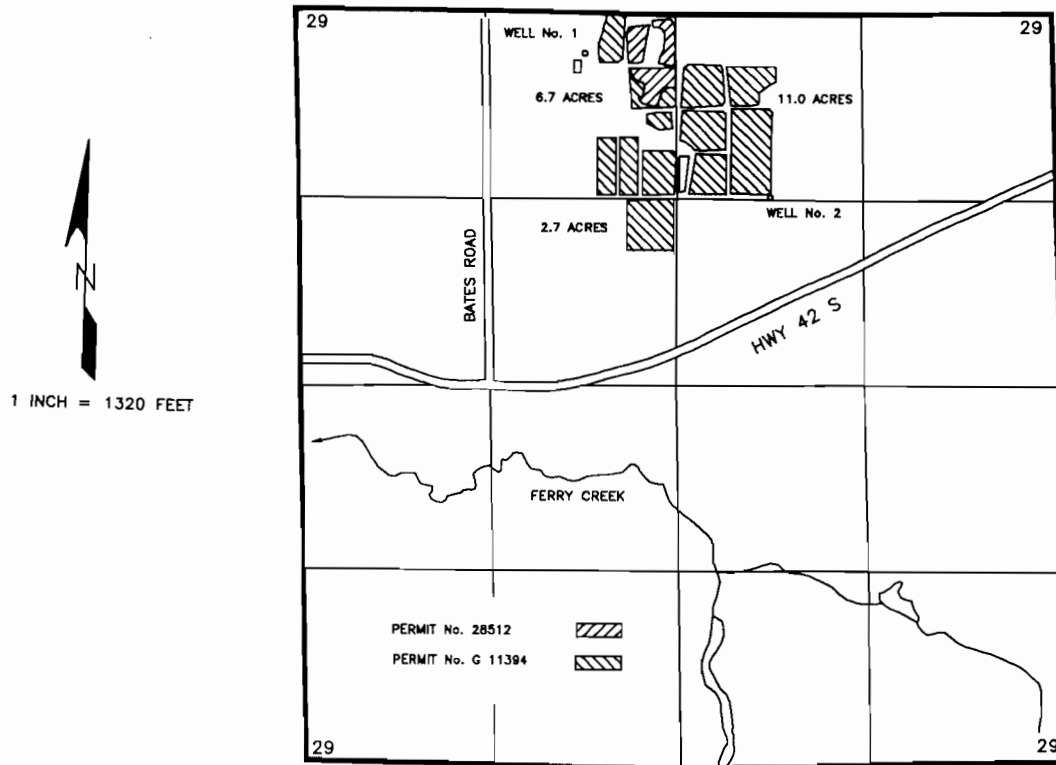 29
29
WELL No. 1
6.7 ACRES
11.0 ACRES
WELL No. 2
2.7 ACRES
BATES ROAD
HWY 42 S
N
1 INCH = 1320 FEET
FERRY CREEK
PERMIT No. 28512
PERMIT No. G 11394
29
29